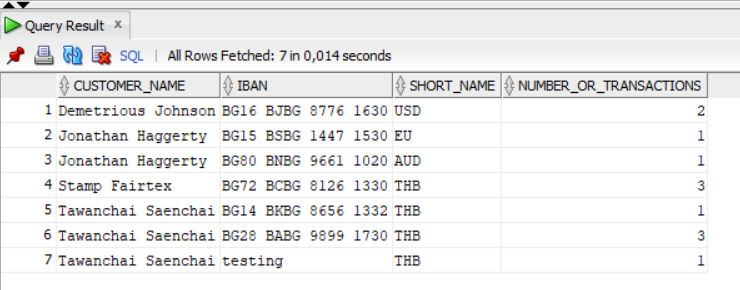 Query Result x
SQL | All Rows Fetched: 7 in 0,014 seconds
CUSTOMER_NAME IBAN SHORT_NAME NUMBER_OR_TRANSACTIONS
1 Demetrious Johnson BG16 BJBG 8776 1630 USD 2
2 Jonathan Haggerty BG15 BSBG 1447 1530 EU 1
3 Jonathan Haggerty BG80 BNBG 9661 1020 AUD 1
4 Stamp Fairtex BG72 BCBG 8126 1330 THB 3
5 Tawanchai Saenchai BG14 BKBG 8656 1332 THB 1
6 Tawanchai Saenchai BG28 BABG 9899 1730 THB 3
7 Tawanchai Saenchai testing THB 1